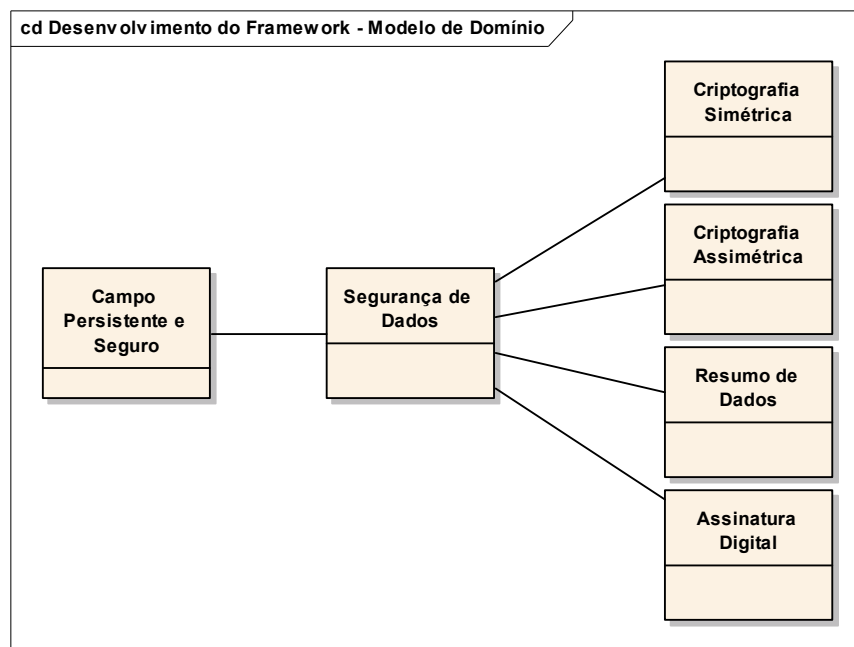 cd Desenvolvimento do Framework - Modelo de Domínio
Criptografia
Simétrica
Criptografia
Assimétrica
Campo
Persistente e
Seguro
Segurança de
Dados
Resumo de
Dados
Assinatura
Digital